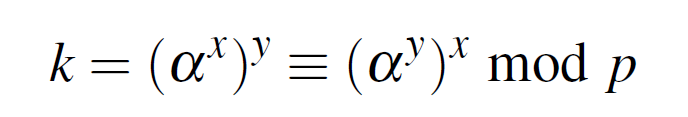 k = (α^x)^y ≡ (α^y)^x mod p